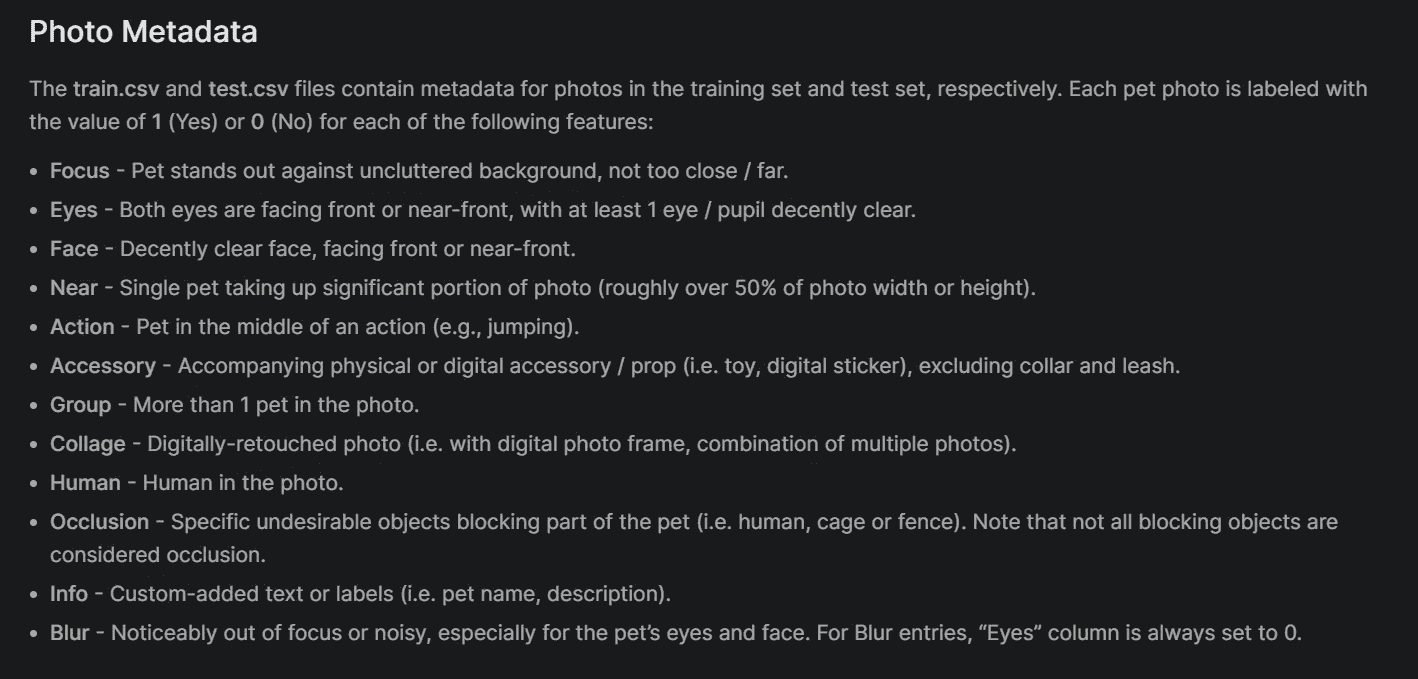 Photo Metadata
The train.csv and test.csv files contain metadata for photos in the training set and test set, respectively. Each pet photo is labeled with
the value of 1 (Yes) or 0 (No) for each of the following features:
• Focus - Pet stands out against uncluttered background, not too close / far.
• Eyes - Both eyes are facing front or near-front, with at least 1 eye / pupil decently clear.
• Face - Decently clear face, facing front or near-front.
• Near - Single pet taking up significant portion of photo (roughly over 50% of photo width or height).
• Action - Pet in the middle of an action (e.g., jumping).
• Accessory - Accompanying physical or digital accessory / prop (i.e. toy, digital sticker), excluding collar and leash.
• Group - More than 1 pet in the photo.
• Collage - Digitally-retouched photo (i.e. with digital photo frame, combination of multiple photos).
• Human - Human in the photo.
• Occlusion - Specific undesirable objects blocking part of the pet (i.e. human, cage or fence). Note that not all blocking objects are
considered occlusion.
• Info - Custom-added text or labels (i.e. pet name, description).
• Blur - Noticeably out of focus or noisy, especially for the pet’s eyes and face. For Blur entries, “Eyes” column is always set to 0.